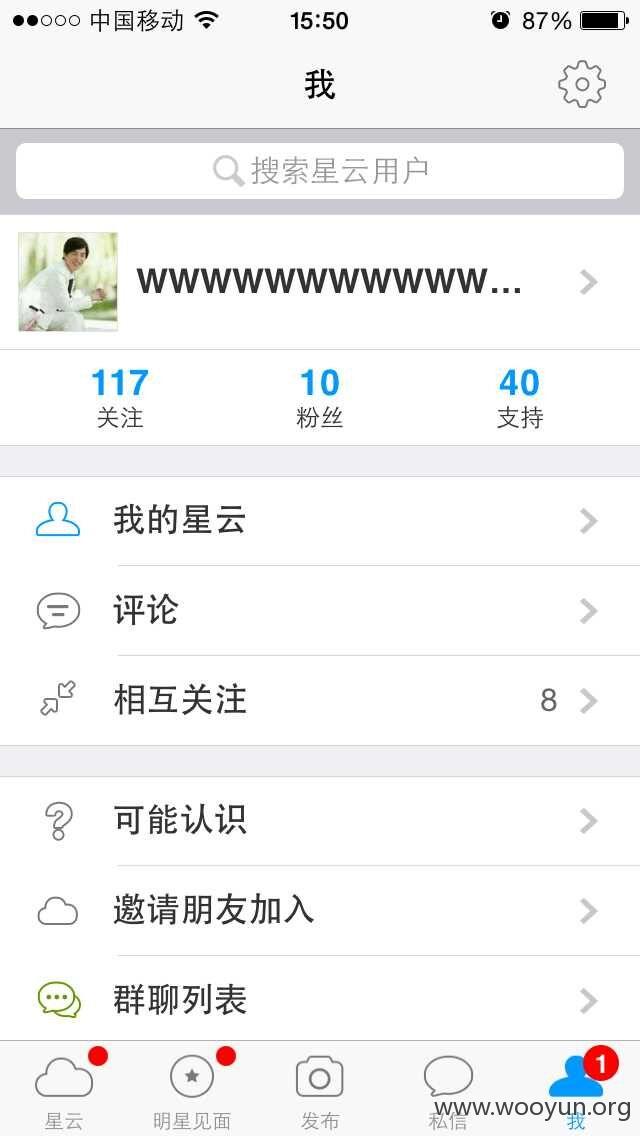 中国移动 15:50 87%
我
搜索星云用户
WWWWWWWWWWW...
117 10 40
关注 粉丝 支持
我的星云
评论
相互关注 8
可能认识
邀请朋友加入
群聊列表
1
星云 明星见面 发布 私信 我
www.wooyun.org